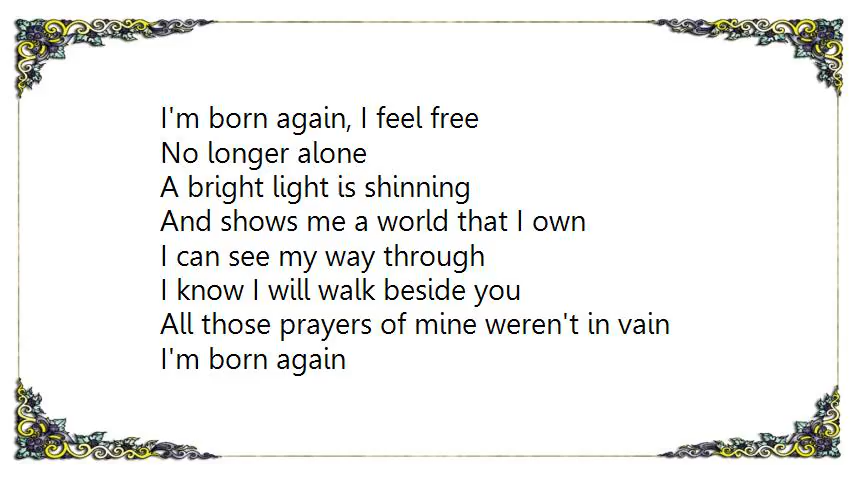 I'm born again, I feel free
No longer alone
A bright light is shinning
And shows me a world that I own
I can see my way through
I know I will walk beside you
All those prayers of mine weren't in vain
I'm born again